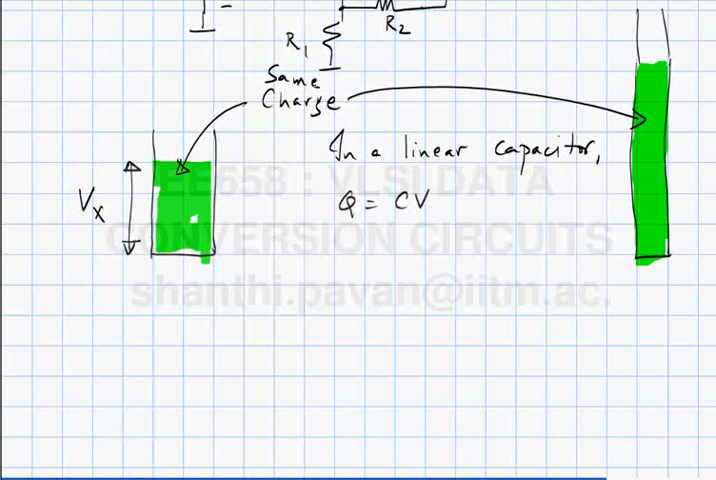 R2
R1
Same
Charge
In a linear capacitor,
Vx
Q = CV
EE658 : VLSI DATA
CONVERSION CIRCUITS
shanthi.pavan@iitm.ac.